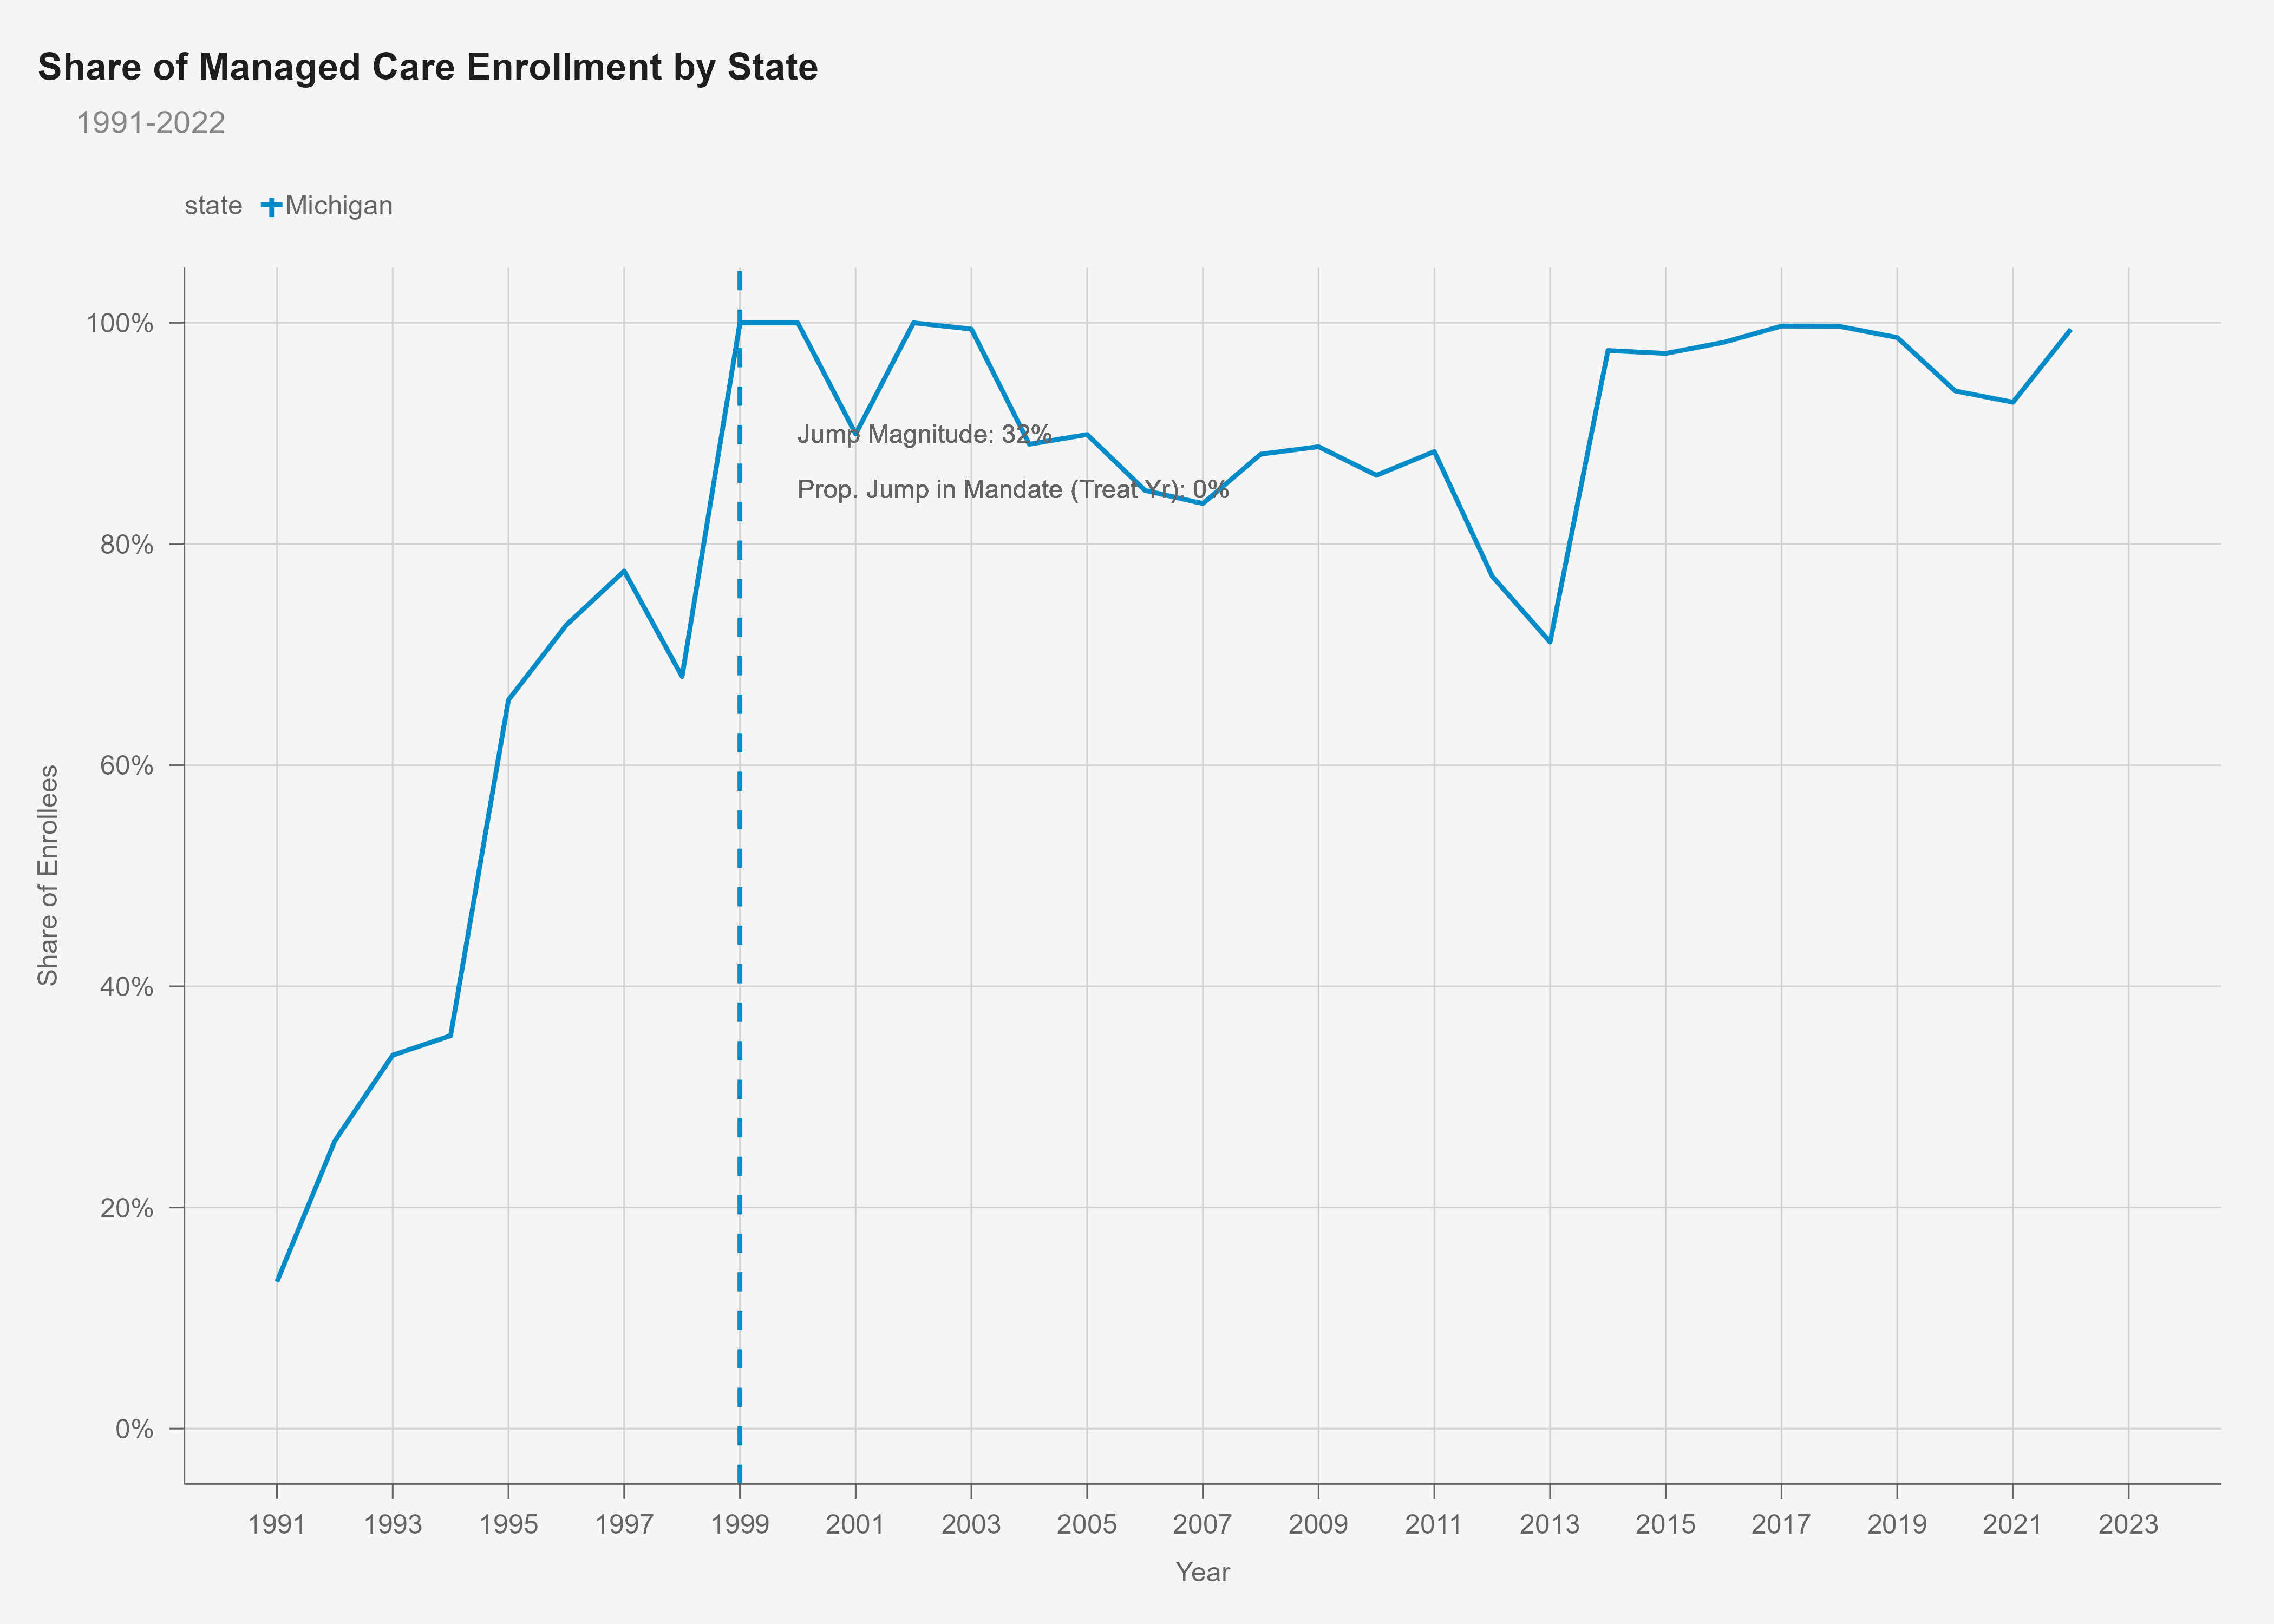 Share of Managed Care Enrollment by State
1991-2022
state Michigan
100%
80%
60%
40%
20%
0%
Share of Enrollees
Jump Magnitude: 32%
Prop. Jump in Mandate (Treat Yr): 0%
1991 1993 1995 1997 1999 2001 2003 2005 2007 2009 2011 2013 2015 2017 2019 2021 2023
Year